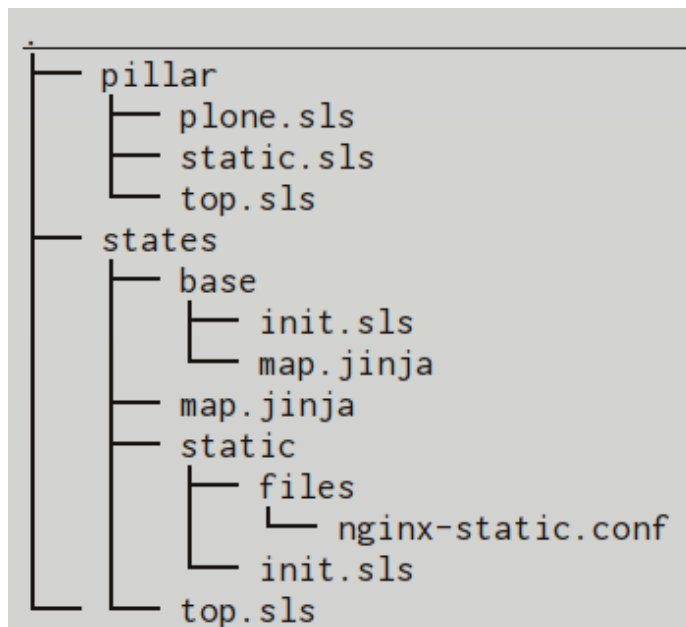 .
pillar
plone.sls
static.sls
top.sls
states
base
init.sls
map.jinja
map.jinja
static
files
nginx-static.conf
init.sls
top.sls